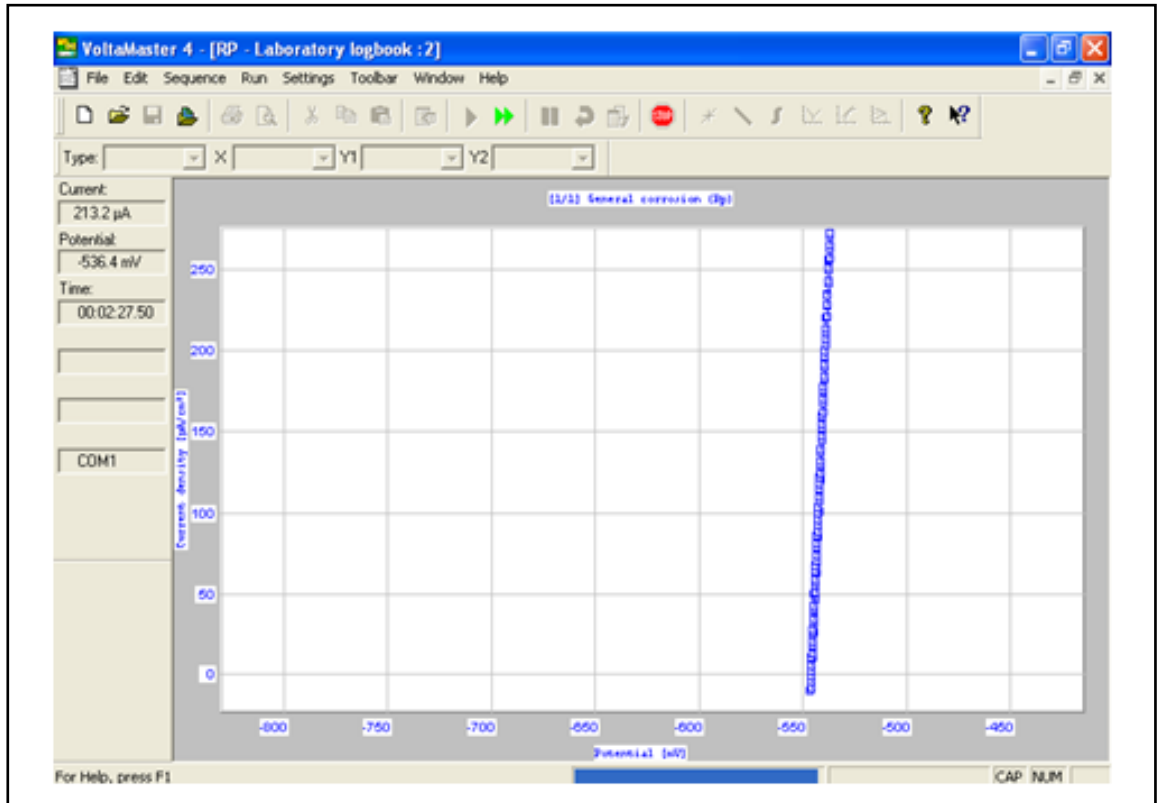 VoltaMaster 4 - [RP - Laboratory logbook :2]
File Edit Sequence Run Settings Toolbar Window Help
STOP
Type: X Y1 Y2
Current:
213.2 µA
Potential:
-536.4 mV
Time:
00:02:27.50
COM1
[1/1] General corrosion (Rp)
Current density [µA/cm²]
250
200
150
100
50
0
-800 -750 -700 -650 -600 -550 -500 -450
Potential [mV]
For Help, press F1 CAP NUM